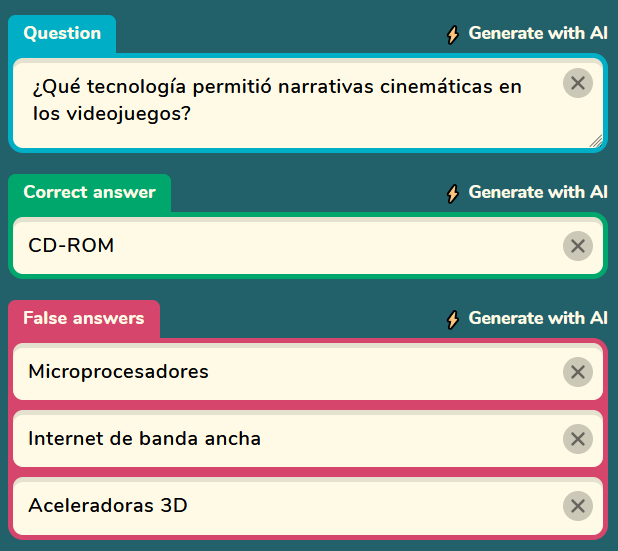 Question
Generate with AI
¿Qué tecnología permitió narrativas cinemáticas en
los videojuegos?
Correct answer
Generate with AI
CD-ROM
False answers
Generate with AI
Microprocesadores
Internet de banda ancha
Aceleradoras 3D